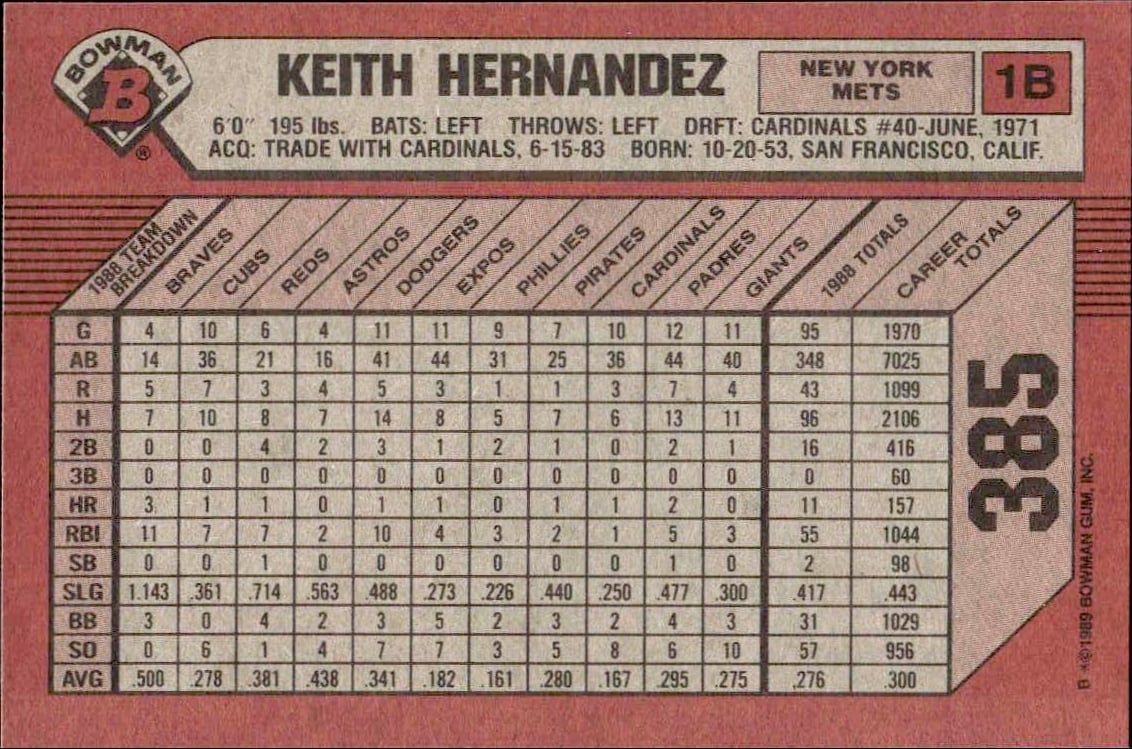 BOWMAN
B
®
KEITH HERNANDEZ
NEW YORK
METS
1B
6'0" 195 lbs. BATS: LEFT THROWS: LEFT DRFT: CARDINALS #40-JUNE, 1971
ACQ: TRADE WITH CARDINALS, 6-15-83 BORN: 10-20-53, SAN FRANCISCO, CALIF.
1988 TEAM
BREAKDOWN
BRAVES
CUBS
REDS
ASTROS
DODGERS
EXPOS
PHILLIES
PIRATES
CARDINALS
PADRES
GIANTS
1988 TOTALS
CAREER
TOTALS
G 4 10 6 4 11 11 9 7 10 12 11 95 1970
AB 14 36 21 16 41 44 31 25 36 44 40 348 7025
R 5 7 3 4 5 3 1 1 3 7 4 43 1099
H 7 10 8 7 14 8 5 7 6 13 11 96 2106
2B 0 0 4 2 3 1 2 1 0 2 1 16 416
3B 0 0 0 0 0 0 0 0 0 0 0 0 60
HR 3 1 1 0 1 1 0 1 1 2 0 11 157
RBI 11 7 7 2 10 4 3 2 1 5 3 55 1044
SB 0 1 0 0 0 0 0 0 0 1 0 2 98
SLG 1.143 .361 .714 .563 .488 .273 .226 .440 .250 .477 .300 .417 .443
BB 3 0 4 2 3 5 2 3 2 4 3 31 1029
SO 0 6 1 4 7 7 3 5 8 6 10 57 956
AVG .500 .278 .381 .438 .341 .182 .161 .280 .167 .295 .275 .276 .300
385
B *©1989 BOWMAN GUM, INC.